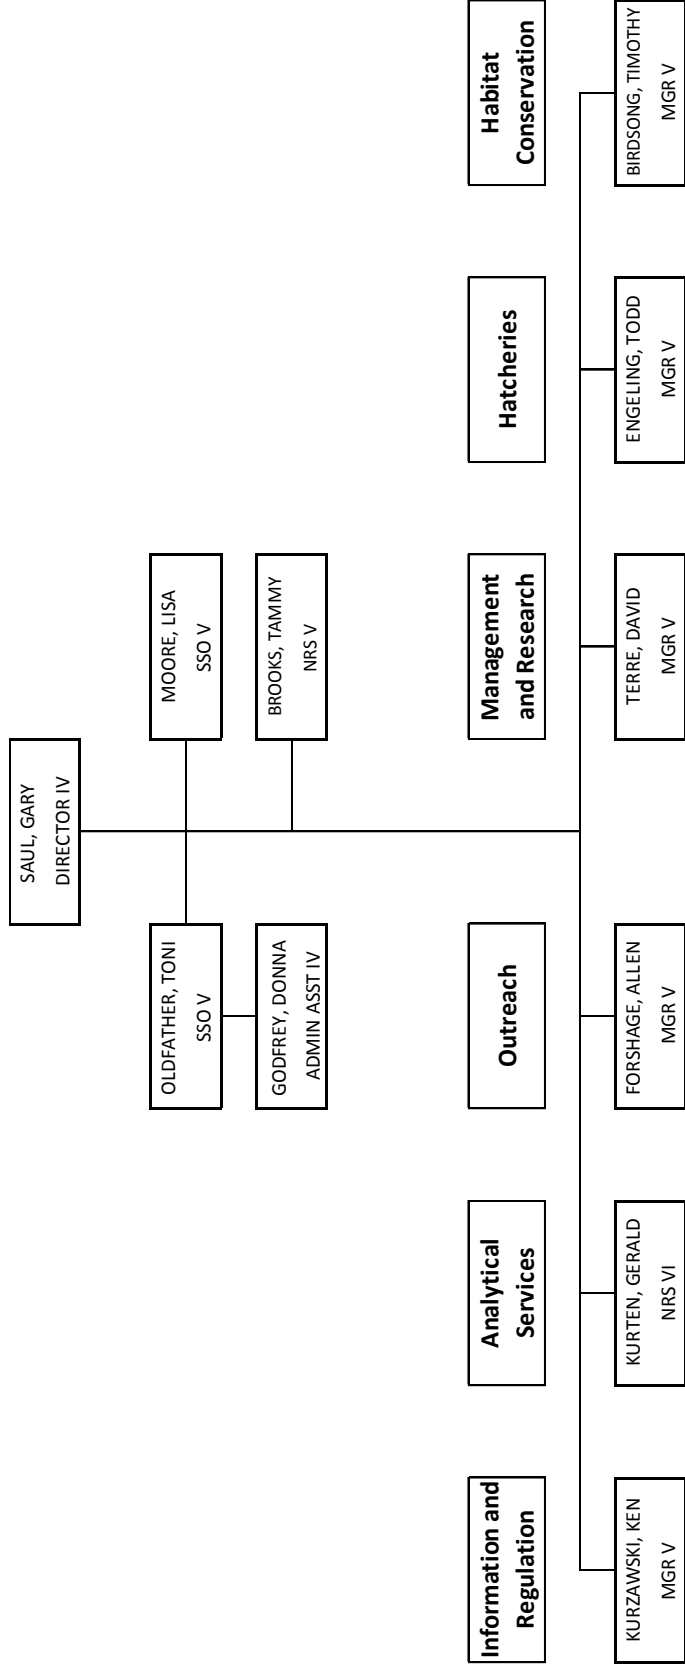 SAUL, GARY
DIRECTOR IV
OLDFATHER, TONI
SSO V
MOORE, LISA
SSO V
GODFREY, DONNA
ADMIN ASST IV
BROOKS, TAMMY
NRS V
Information and
Regulation
Analytical
Services
Outreach
Management
and Research
Hatcheries
Habitat
Conservation
KURZAWSKI, KEN
MGR V
KURTEN, GERALD
NRS VI
FORSHAGE, ALLEN
MGR V
TERRE, DAVID
MGR V
ENGELING, TODD
MGR V
BIRDSONG, TIMOTHY
MGR V